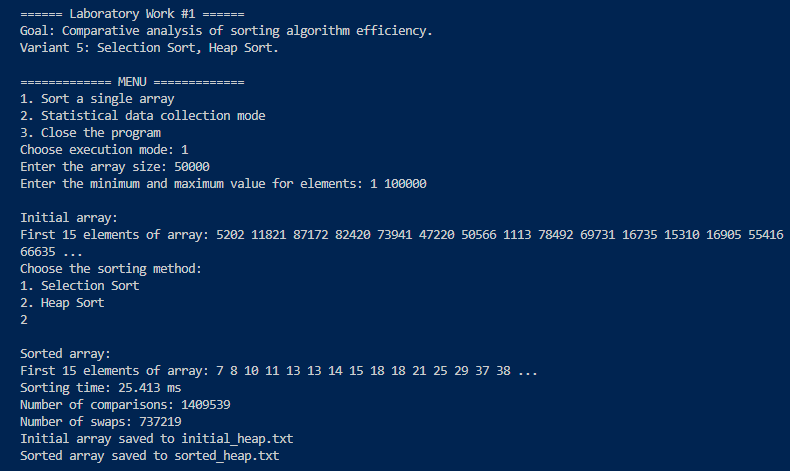 ====== Laboratory Work #1 ======
Goal: Comparative analysis of sorting algorithm efficiency.
Variant 5: Selection Sort, Heap Sort.
============= MENU =============
1. Sort a single array
2. Statistical data collection mode
3. Close the program
Choose execution mode: 1
Enter the array size: 50000
Enter the minimum and maximum value for elements: 1 100000
Initial array:
First 15 elements of array: 5202 11821 87172 82420 73941 47220 50566 1113 78492 69731 16735 15310 16905 55416
66635 ...
Choose the sorting method:
1. Selection Sort
2. Heap Sort
2
Sorted array:
First 15 elements of array: 7 8 10 11 13 13 14 15 18 18 21 25 29 37 38 ...
Sorting time: 25.413 ms
Number of comparisons: 1409539
Number of swaps: 737219
Initial array saved to initial_heap.txt
Sorted array saved to sorted_heap.txt